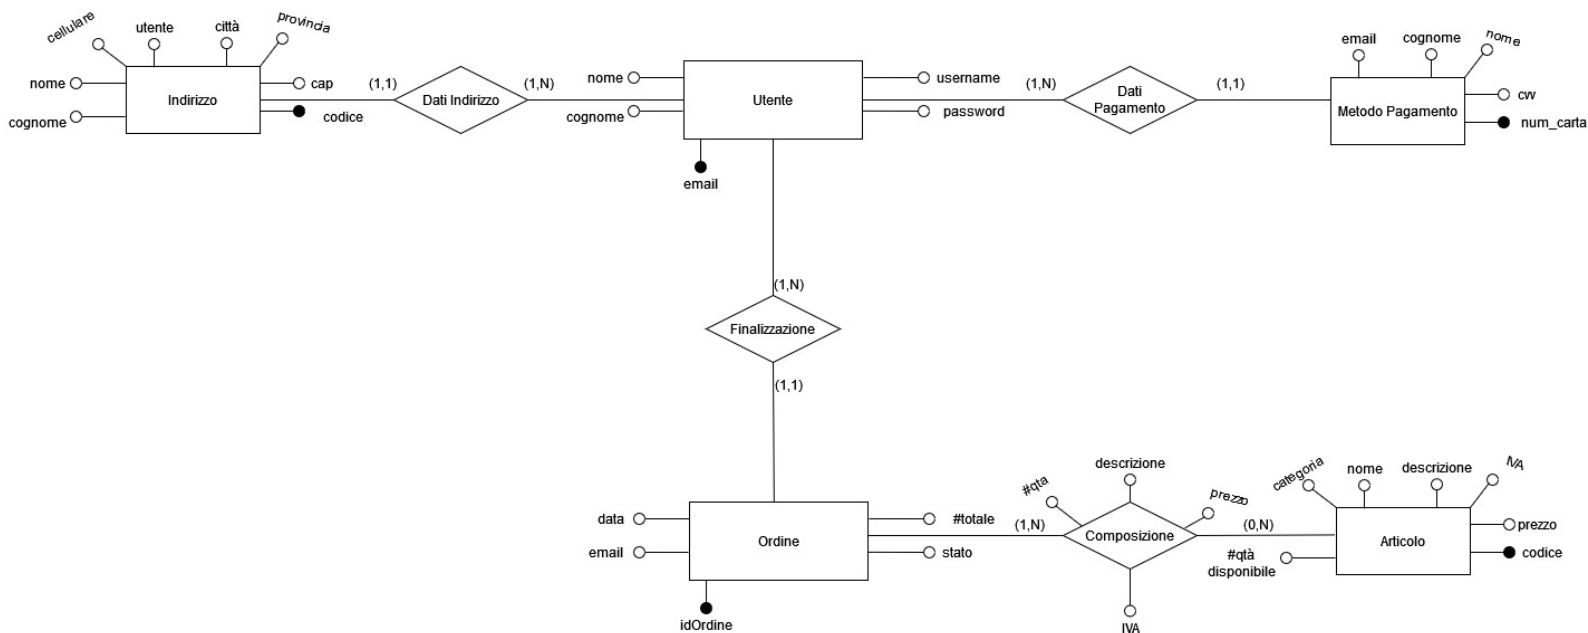 cellulare
utente
città
provincia
nome
cognome
Indirizzo
cap
codice
(1,1)
Dati Indirizzo
(1,N)
nome
cognome
Utente
username
password
email
(1,N)
Dati
Pagamento
(1,1)
email
cognome
nome
Metodo Pagamento
cvv
num_carta
(1,N)
Finalizzazione
(1,1)
data
email
Ordine
#totale
stato
idOrdine
(1,N)
#qta
descrizione
prezzo
Composizione
IVA
(0,N)
#qtà
disponibile
categoria
nome
descrizione
IVA
Articolo
prezzo
codice